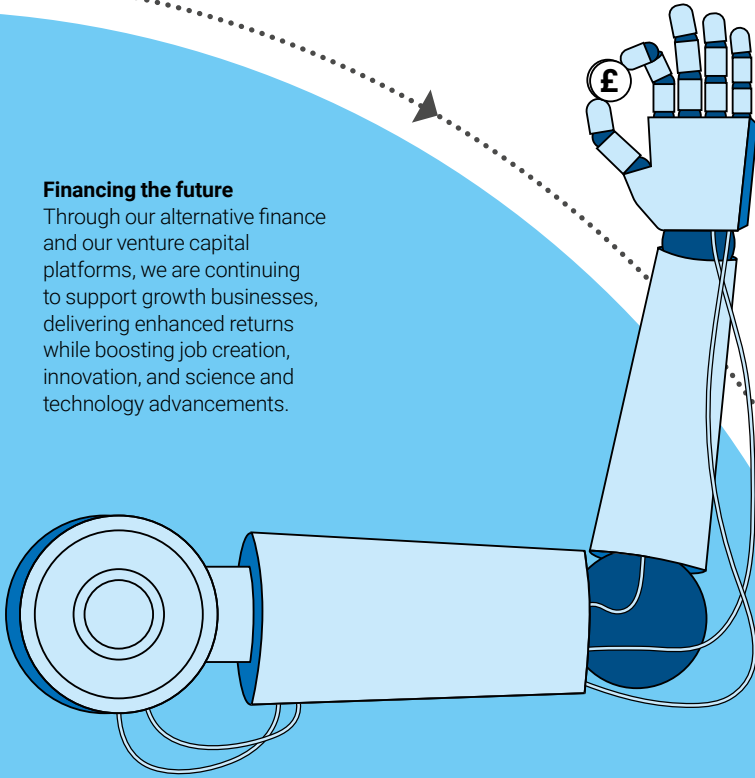 £
Financing the future
Through our alternative finance
and our venture capital
platforms, we are continuing
to support growth businesses,
delivering enhanced returns
while boosting job creation,
innovation, and science and
technology advancements.